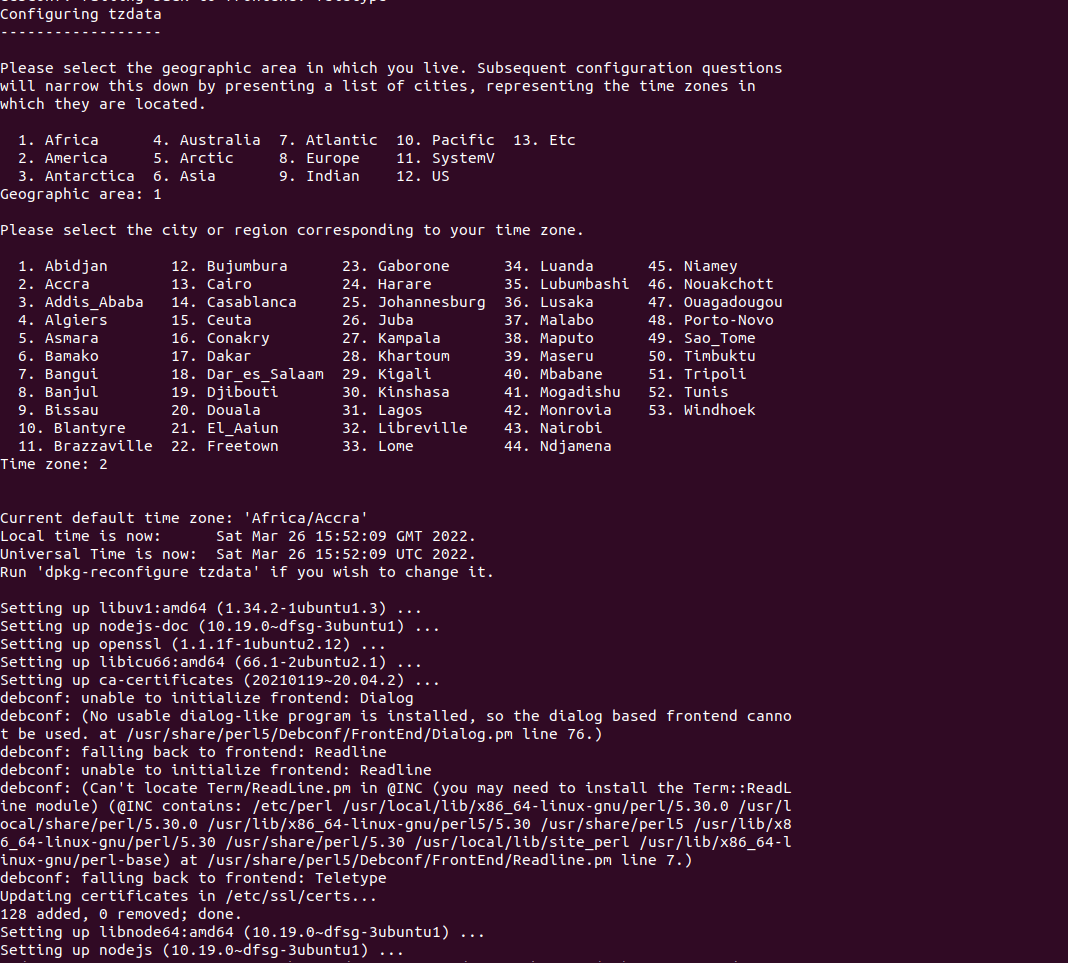 Configuring tzdata
------------------
Please select the geographic area in which you live. Subsequent configuration questions
will narrow this down by presenting a list of cities, representing the time zones in
which they are located.
  1. Africa      4. Australia  7. Atlantic  10. Pacific  13. Etc
  2. America     5. Arctic     8. Europe    11. SystemV
  3. Antarctica  6. Asia       9. Indian    12. US
Geographic area: 1
Please select the city or region corresponding to your time zone.
  1. Abidjan       12. Bujumbura      23. Gaborone      34. Luanda      45. Niamey
  2. Accra         13. Cairo          24. Harare        35. Lubumbashi  46. Nouakchott
  3. Addis_Ababa   14. Casablanca     25. Johannesburg  36. Lusaka      47. Ouagadougou
  4. Algiers       15. Ceuta          26. Juba          37. Malabo      48. Porto-Novo
  5. Asmara        16. Conakry        27. Kampala       38. Maputo      49. Sao_Tome
  6. Bamako        17. Dakar          28. Khartoum      39. Maseru      50. Timbuktu
  7. Bangui        18. Dar_es_Salaam  29. Kigali        40. Mbabane     51. Tripoli
  8. Banjul        19. Djibouti       30. Kinshasa      41. Mogadishu   52. Tunis
  9. Bissau        20. Douala         31. Lagos         42. Monrovia    53. Windhoek
  10. Blantyre     21. El_Aaiun       32. Libreville    43. Nairobi
  11. Brazzaville  22. Freetown       33. Lome          44. Ndjamena
Time zone: 2
Current default time zone: 'Africa/Accra'
Local time is now:      Sat Mar 26 15:52:09 GMT 2022.
Universal Time is now:  Sat Mar 26 15:52:09 UTC 2022.
Run 'dpkg-reconfigure tzdata' if you wish to change it.
Setting up libuv1:amd64 (1.34.2-1ubuntu1.3) ...
Setting up nodejs-doc (10.19.0~dfsg-3ubuntu1) ...
Setting up openssl (1.1.1f-1ubuntu2.12) ...
Setting up libicu66:amd64 (66.1-2ubuntu2.1) ...
Setting up ca-certificates (20210119~20.04.2) ...
debconf: unable to initialize frontend: Dialog
debconf: (No usable dialog-like program is installed, so the dialog based frontend canno
t be used. at /usr/share/perl5/Debconf/FrontEnd/Dialog.pm line 76.)
debconf: falling back to frontend: Readline
debconf: unable to initialize frontend: Readline
debconf: (Can't locate Term/ReadLine.pm in @INC (you may need to install the Term::ReadL
ine module) (@INC contains: /etc/perl /usr/local/lib/x86_64-linux-gnu/perl/5.30.0 /usr/l
ocal/share/perl/5.30.0 /usr/lib/x86_64-linux-gnu/perl5/5.30 /usr/share/perl5 /usr/lib/x8
6_64-linux-gnu/perl/5.30 /usr/share/perl/5.30 /usr/local/lib/site_perl /usr/lib/x86_64-l
inux-gnu/perl-base) at /usr/share/perl5/Debconf/FrontEnd/Readline.pm line 7.)
debconf: falling back to frontend: Teletype
Updating certificates in /etc/ssl/certs...
128 added, 0 removed; done.
Setting up libnode64:amd64 (10.19.0~dfsg-3ubuntu1) ...
Setting up nodejs (10.19.0~dfsg-3ubuntu1) ...